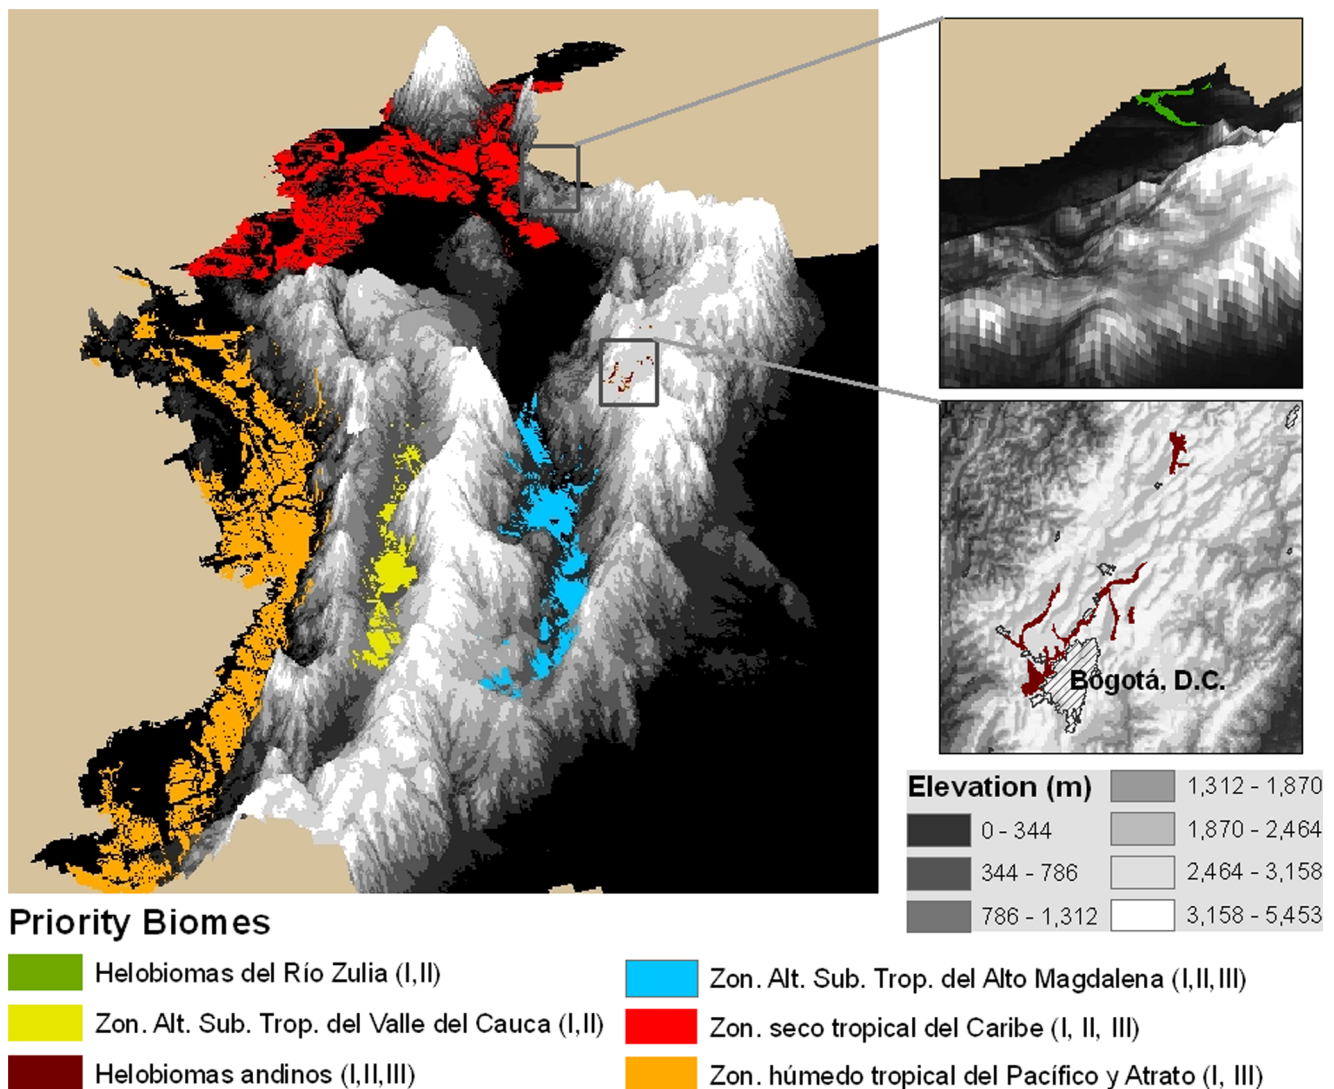 Bogotá, D.C.
Elevation (m)
0 - 344
344 - 786
786 - 1,312
1,312 - 1,870
1,870 - 2,464
2,464 - 3,158
3,158 - 5,453
Priority Biomes
Helobiomas del Río Zulia (I,II)
Zon. Alt. Sub. Trop. del Valle del Cauca (I,II)
Helobiomas andinos (I,II,III)
Zon. Alt. Sub. Trop. del Alto Magdalena (I,II,III)
Zon. seco tropical del Caribe (I, II, III)
Zon. húmedo tropical del Pacífico y Atrato (I, III)